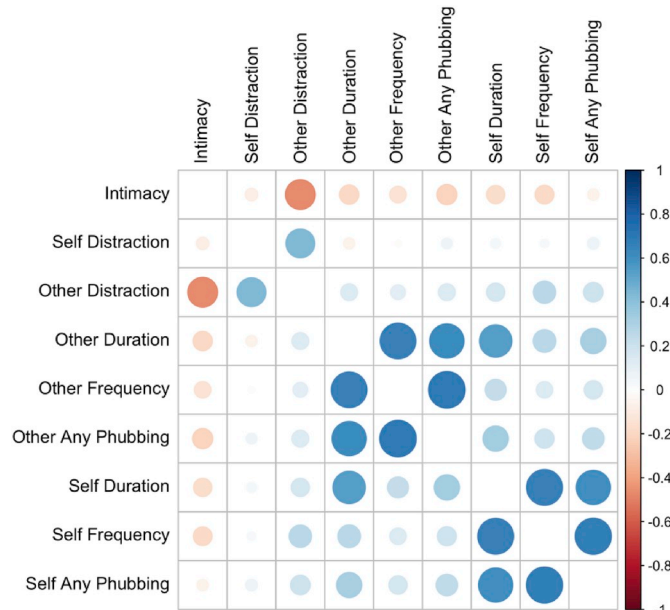 Intimacy
Self Distraction
Other Distraction
Other Duration
Other Frequency
Other Any Phubbing
Self Duration
Self Frequency
Self Any Phubbing
Intimacy
Self Distraction
Other Distraction
Other Duration
Other Frequency
Other Any Phubbing
Self Duration
Self Frequency
Self Any Phubbing
1
0.8
0.6
0.4
0.2
0
-0.2
-0.4
-0.6
-0.8
-1